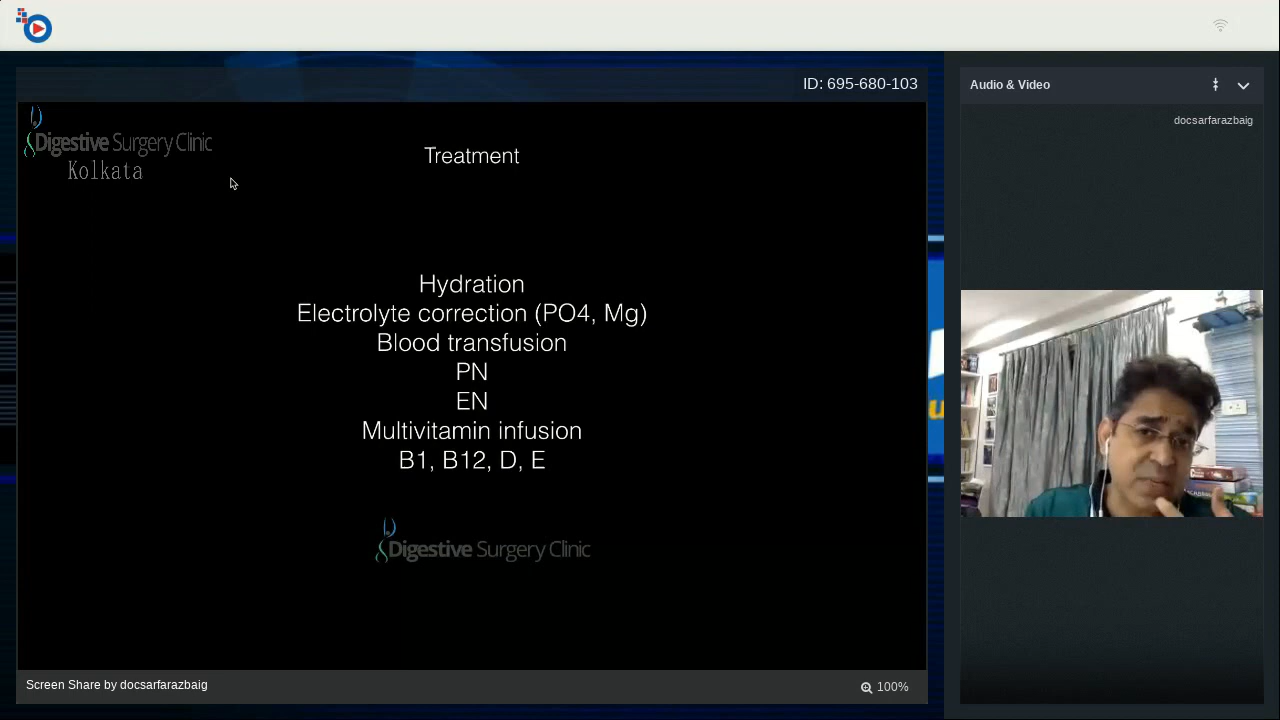 ID: 695-680-103
Audio & Video
docsarfarazbaig
Digestive Surgery Clinic
Kolkata
Treatment
Hydration
Electrolyte correction (PO4, Mg)
Blood transfusion
PN
EN
Multivitamin infusion
B1, B12, D, E
Digestive Surgery Clinic
Screen Share by docsarfarazbaig
100%